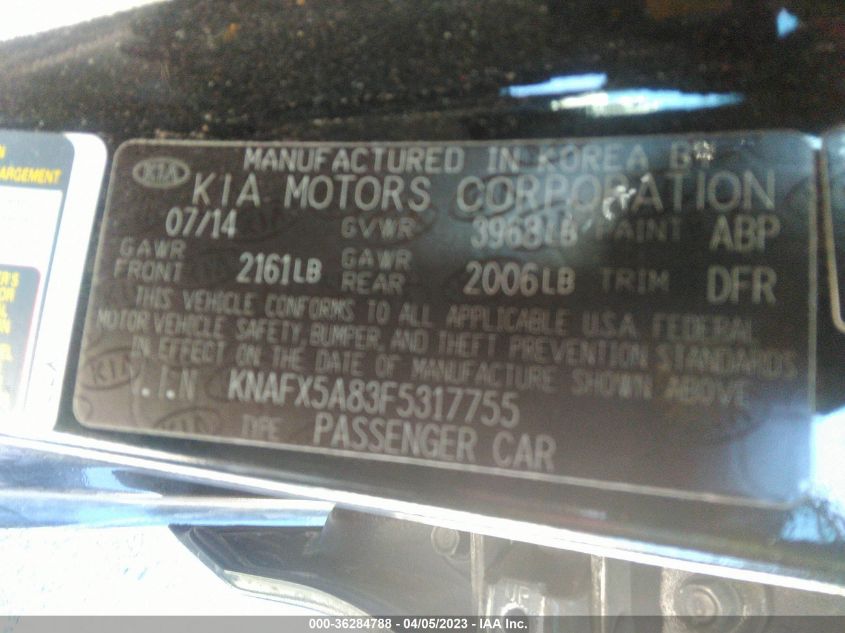 ARGEMENT
KIA
MANUFACTURED IN KOREA
KIA MOTORS CORPORATION
07/14 GVWR 3968LB PAINT ABP
GAWR FRONT 2161LB GAWR REAR 2006LB TRIM DFR
THIS VEHICLE CONFORMS TO ALL APPLICABLE U.S.A. FEDERAL
MOTOR VEHICLE SAFETY, BUMPER, AND THEFT PREVENTION STANDARDS
IN EFFECT ON THE DATE OF MANUFACTURE SHOWN ABOVE
V.I.N KNAFX5A83F5317755
TYPE PASSENGER CAR
000-36284788 - 04/05/2023 - IAA Inc.